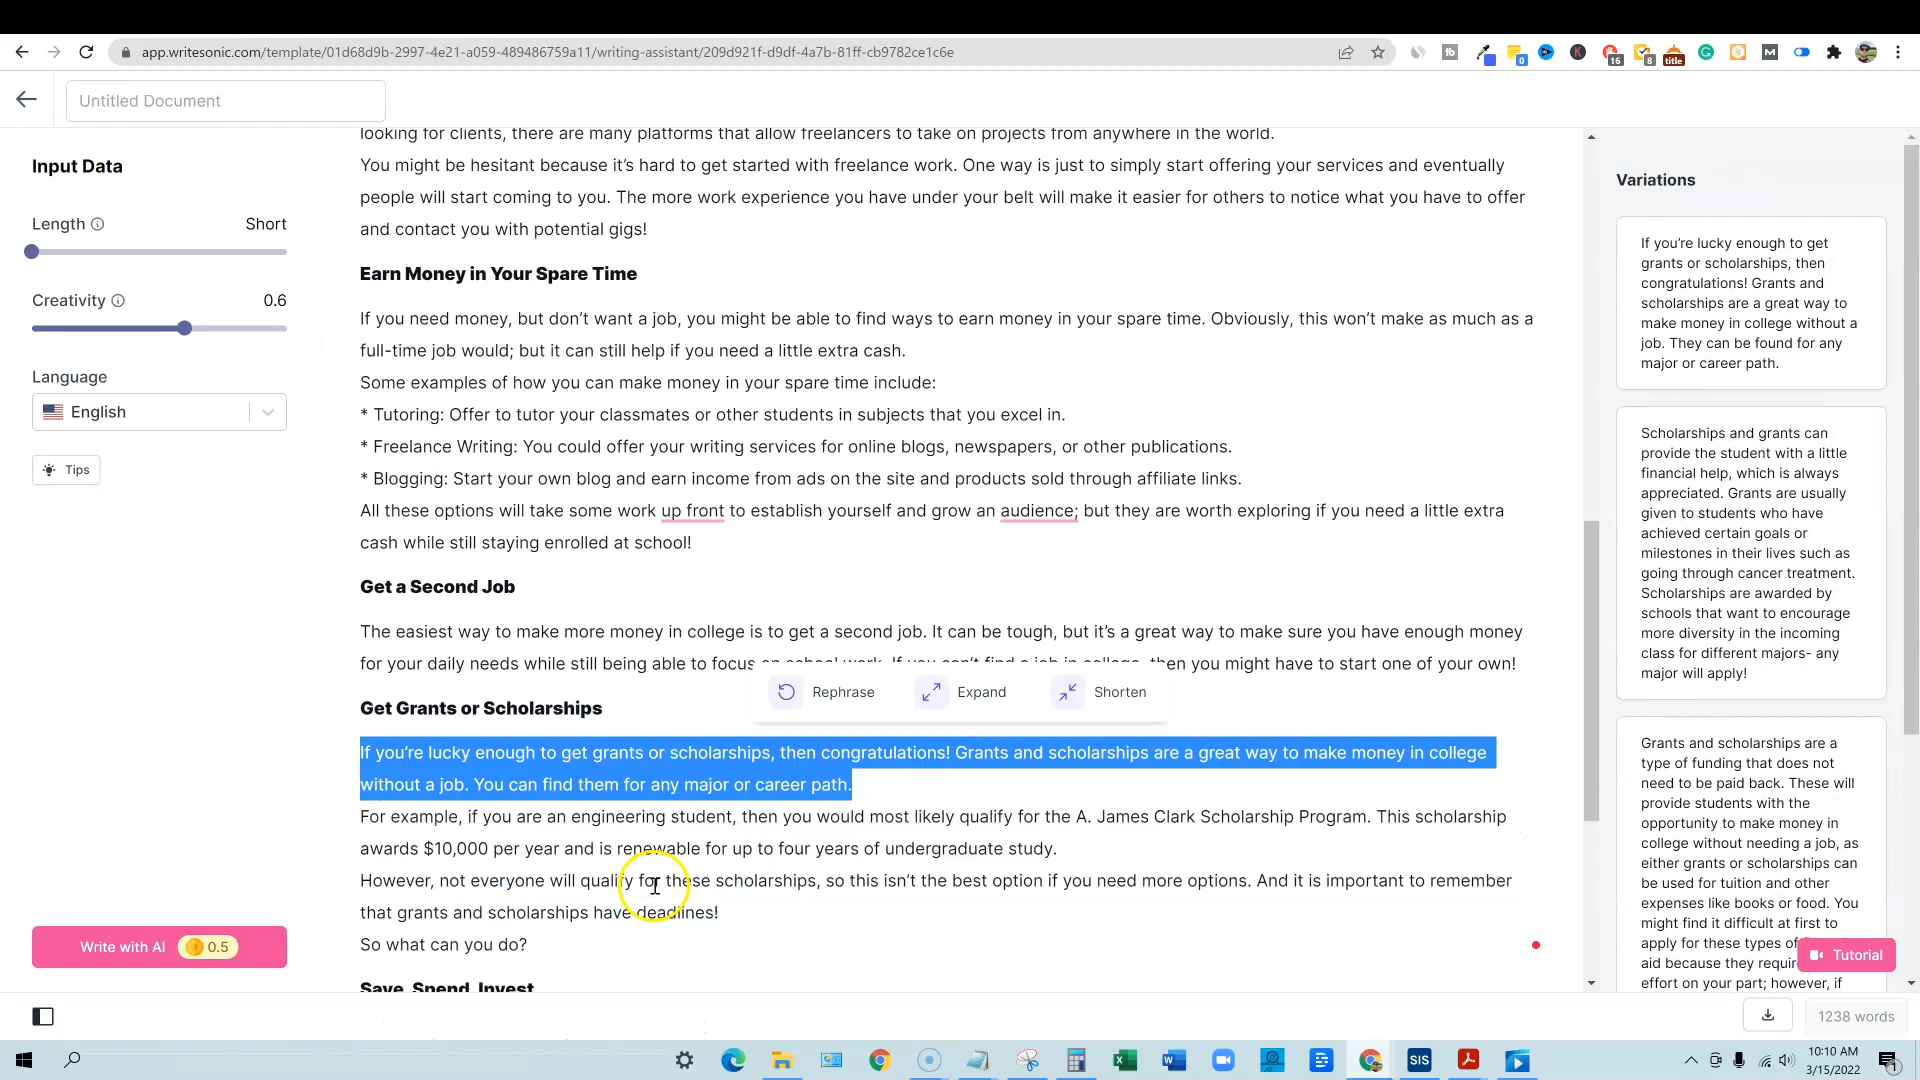 app.writesonic.com/template/01d68d9b-2997-4e21-a059-489486759a11/writing-assistant/209d921f-d9df-4a7b-81ff-cb9782ce1c6e
0
16
8
title
Untitled Document
Input Data
Length
Short
Creativity
0.6
Language
English
Tips
Write with AI
0.5
looking for clients, there are many platforms that allow freelancers to take on projects from anywhere in the world.
You might be hesitant because it's hard to get started with freelance work. One way is just to simply start offering your services and eventually
people will start coming to you. The more work experience you have under your belt will make it easier for others to notice what you have to offer
and contact you with potential gigs!
Earn Money in Your Spare Time
If you need money, but don't want a job, you might be able to find ways to earn money in your spare time. Obviously, this won't make as much as a
full-time job would; but it can still help if you need a little extra cash.
Some examples of how you can make money in your spare time include:
* Tutoring: Offer to tutor your classmates or other students in subjects that you excel in.
* Freelance Writing: You could offer your writing services for online blogs, newspapers, or other publications.
* Blogging: Start your own blog and earn income from ads on the site and products sold through affiliate links.
All these options will take some work up front to establish yourself and grow an audience; but they are worth exploring if you need a little extra
cash while still staying enrolled at school!
Get a Second Job
The easiest way to make more money in college is to get a second job. It can be tough, but it's a great way to make sure you have enough money
for your daily needs while still being able to focus on school work. If you can't find a job in college, then you might have to start one of your own!
Rephrase
Expand
Shorten
Get Grants or Scholarships
If you're lucky enough to get grants or scholarships, then congratulations! Grants and scholarships are a great way to make money in college
without a job. You can find them for any major or career path.
For example, if you are an engineering student, then you would most likely qualify for the A. James Clark Scholarship Program. This scholarship
awards $10,000 per year and is renewable for up to four years of undergraduate study.
However, not everyone will qualify for these scholarships, so this isn't the best option if you need more options. And it is important to remember
that grants and scholarships have deadlines!
So what can you do?
Save, Spend, Invest
Variations
If you're lucky enough to get
grants or scholarships, then
congratulations! Grants and
scholarships are a great way to
make money in college without a
job. They can be found for any
major or career path.
Scholarships and grants can
provide the student with a little
financial help, which is always
appreciated. Grants are usually
given to students who have
achieved certain goals or
milestones in their lives such as
going through cancer treatment.
Scholarships are awarded by
schools that want to encourage
more diversity in the incoming
class for different majors- any
major will apply!
Grants and scholarships are a
type of funding that does not
need to be paid back. These will
provide students with the
opportunity to make money in
college without needing a job, as
either grants or scholarships can
be used for tuition and other
expenses like books or food. You
might find it difficult at first to
apply for these types of
aid because they require
effort on your part; however, if
Tutorial
1238 words
SIS
10:10 AM
3/15/2022
1